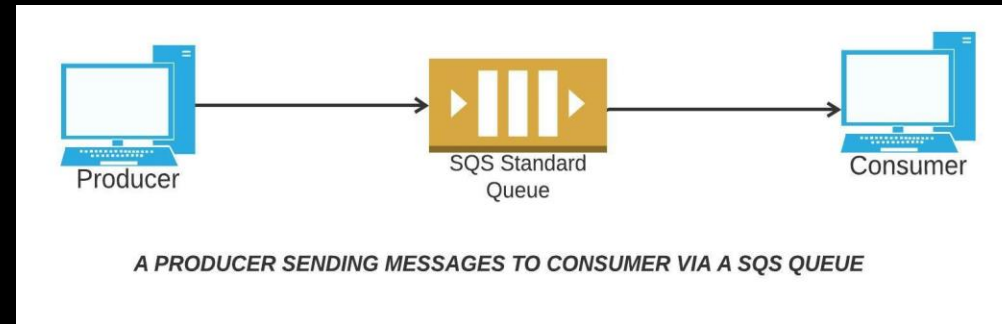 Producer
SQS Standard
Queue
Consumer
A PRODUCER SENDING MESSAGES TO CONSUMER VIA A SQS QUEUE